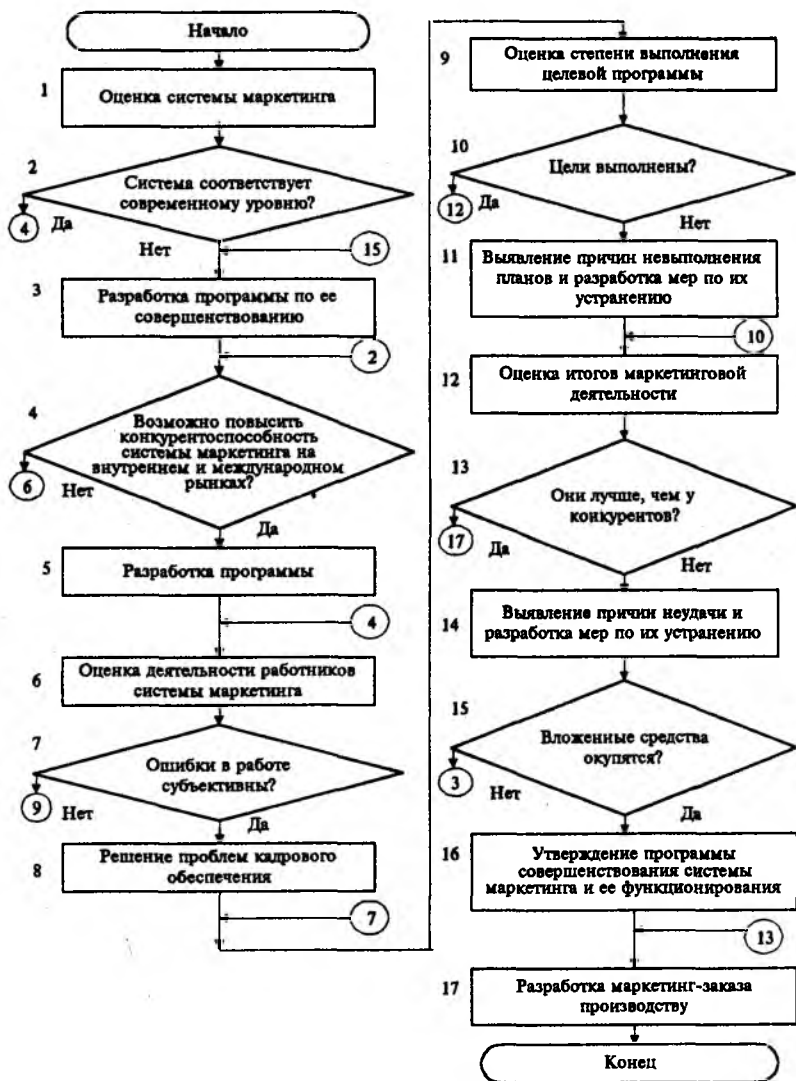 Начало
1
Оценка системы маркетинга
2
Система соответствует
современному уровню?
4
Да
Нет
15
3
Разработка программы по ее
совершенствованию
2
4
Возможно повысить
конкурентоспособность
системы маркетинга на
внутреннем и международном
рынках?
6
Нет
Да
5
Разработка программы
4
6
Оценка деятельности работников
системы маркетинга
7
Ошибки в работе
субъективны?
9
Нет
Да
8
Решение проблем кадрового
обеспечения
7
9
Оценка степени выполнения
целевой программы
10
Цели выполнены?
12
Да
Нет
11
Выявление причин невыполнения
планов и разработка мер по их
устранению
10
12
Оценка итогов маркетинговой
деятельности
13
Они лучше, чем у
конкурентов?
17
Да
Нет
14
Выявление причин неудачи и
разработка мер по их устранению
15
Вложенные средства
окупятся?
3
Нет
Да
16
Утверждение программы
совершенствования системы
маркетинга и ее функционирования
13
17
Разработка маркетинг-заказа
производству
Конец